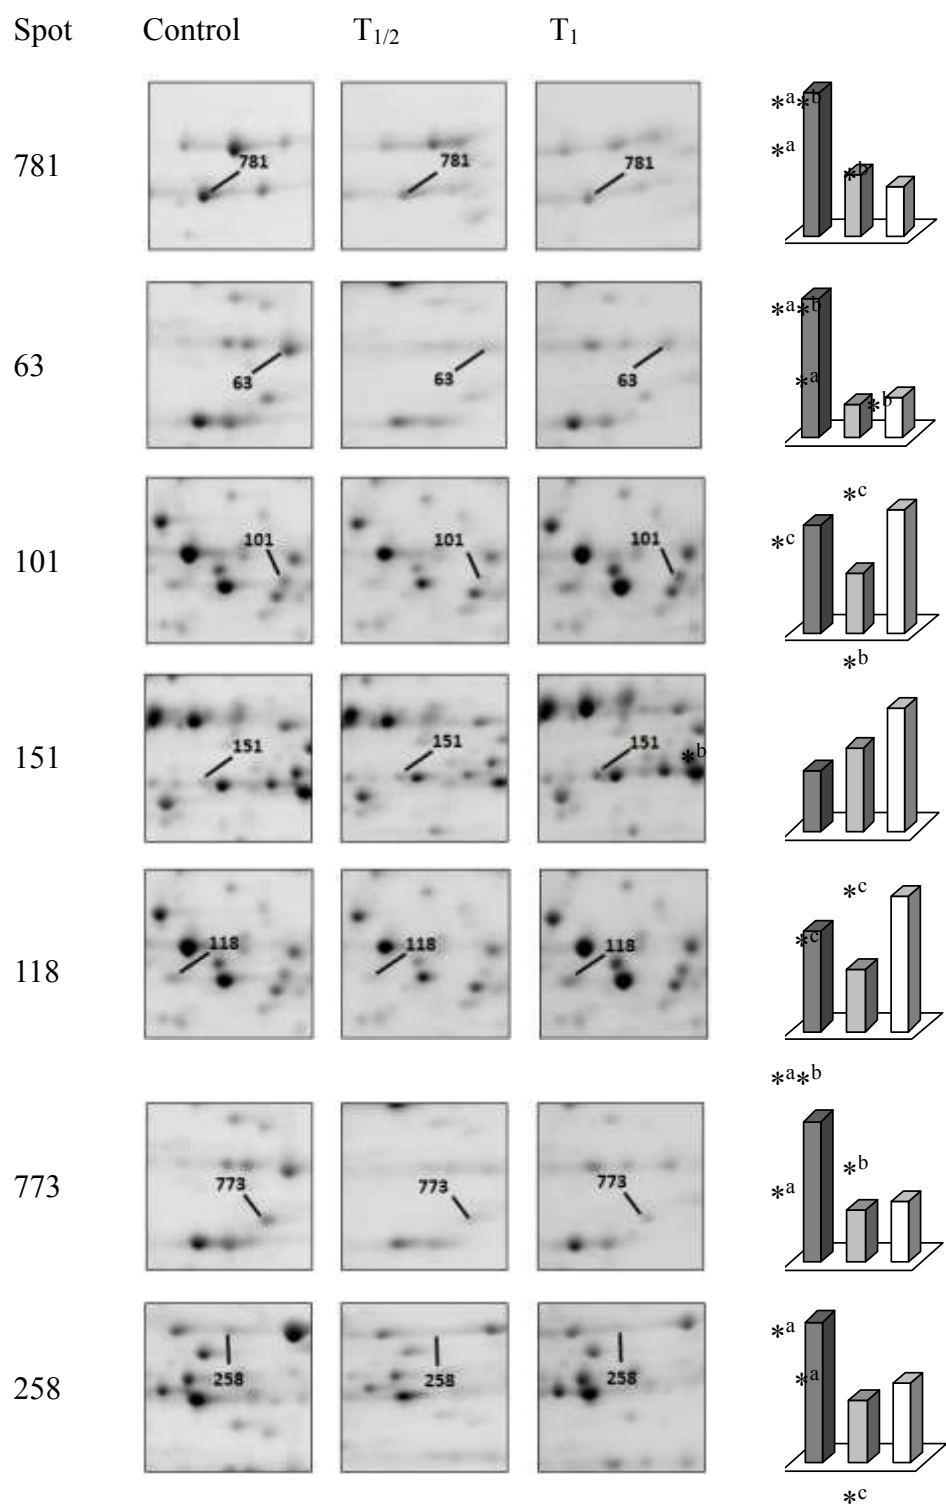 Spot Control T1/2 T1
*a*b
781 781 781 781
*a
*b
*a*b
63 63 63 63
*a
*b
*c
101 101 101 101
*c
*b
151 151 151 151
*b
*c
118 118 118 118
*c
*a*b
*b
773 773 773 773
*a
*a
258 258 258 258
*a
*c